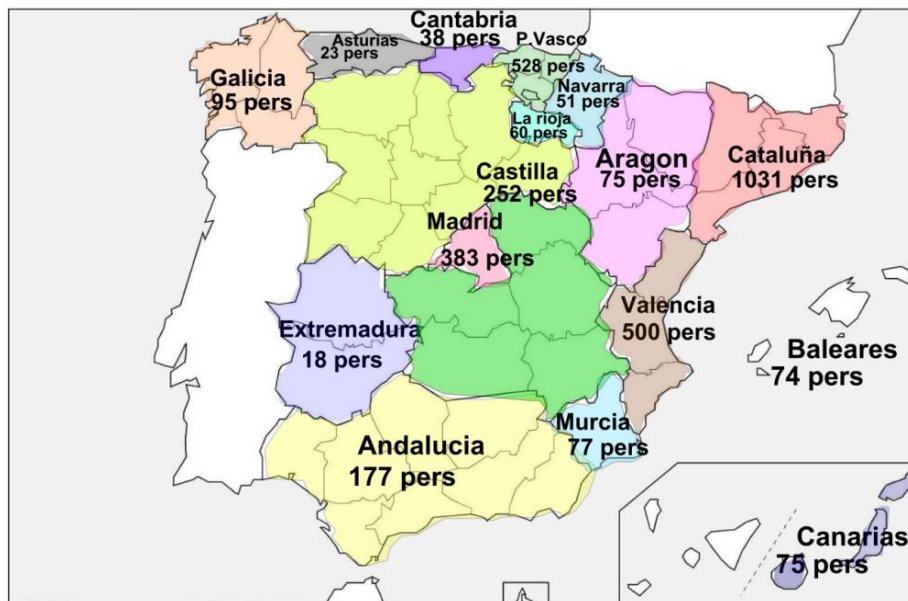 Cantabria
38 pers
Asturias
23 pers
P.Vasco
528 pers
Galicia
95 pers
Navarra
51 pers
La rioja
60 pers
Aragon
75 pers
Cataluña
1031 pers
Castilla
252 pers
Madrid
383 pers
Extremadura
18 pers
Valencia
500 pers
Baleares
74 pers
Andalucia
177 pers
Murcia
77 pers
Canarias
75 pers